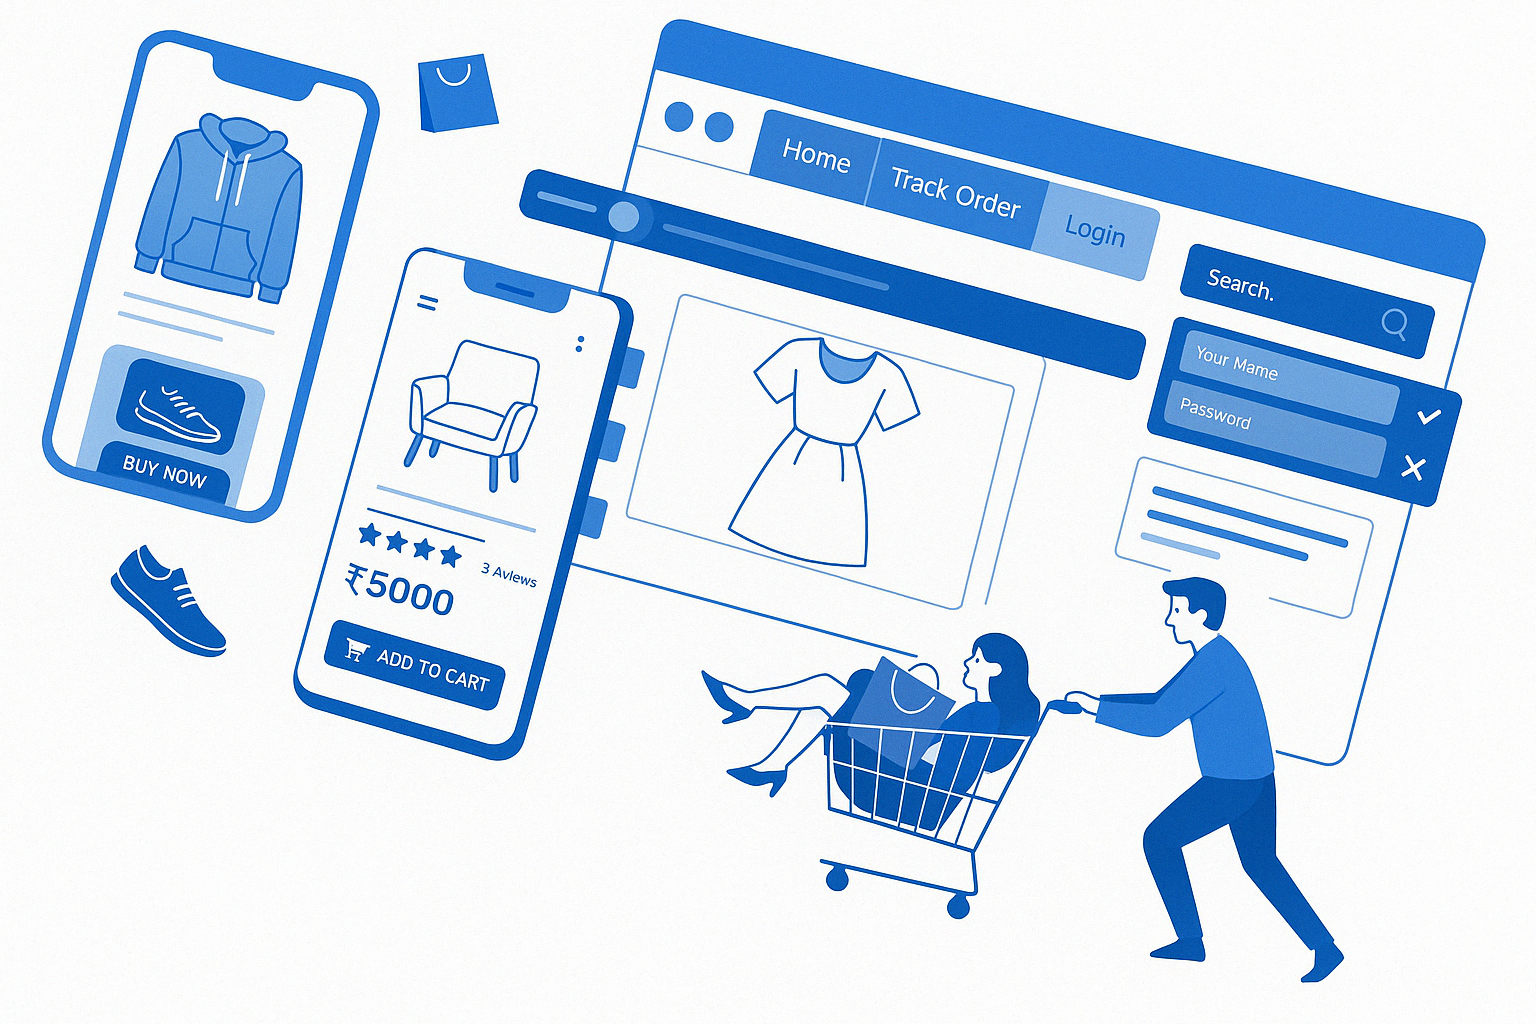 Home
Track Order
Login
Search.
Your Mame
Password
BUY NOW
3 Avlews
₹5000
ADD TO CART